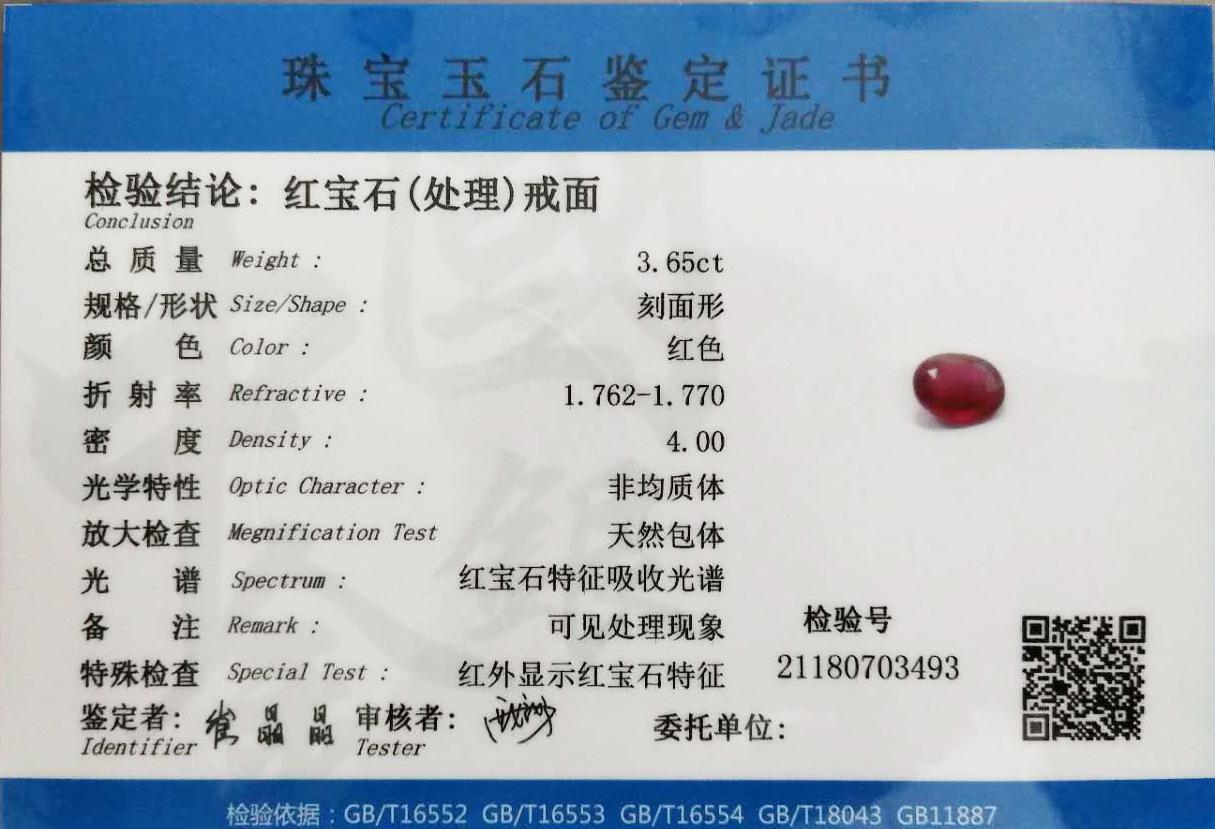 珠宝玉石鉴定证书
Certificate of Gem & Jade
检验结论: 红宝石(处理)戒面
Conclusion
总质量 Weight : 3.65ct
规格/形状 Size/Shape : 刻面形
颜色 Color : 红色
折射率 Refractive : 1.762-1.770
密度 Density : 4.00
光学特性 Optic Character : 非均质体
放大检查 Megnification Test 天然包体
光谱 Spectrum : 红宝石特征吸收光谱
备注 Remark : 可见处理现象
检验号
特殊检查 Special Test : 红外显示红宝石特征
21180703493
鉴定者: 崔晶晶 审核者: 委托单位:
Identifier Tester
检验依据：GB/T16552 GB/T16553 GB/T16554 GB/T18043 GB11887